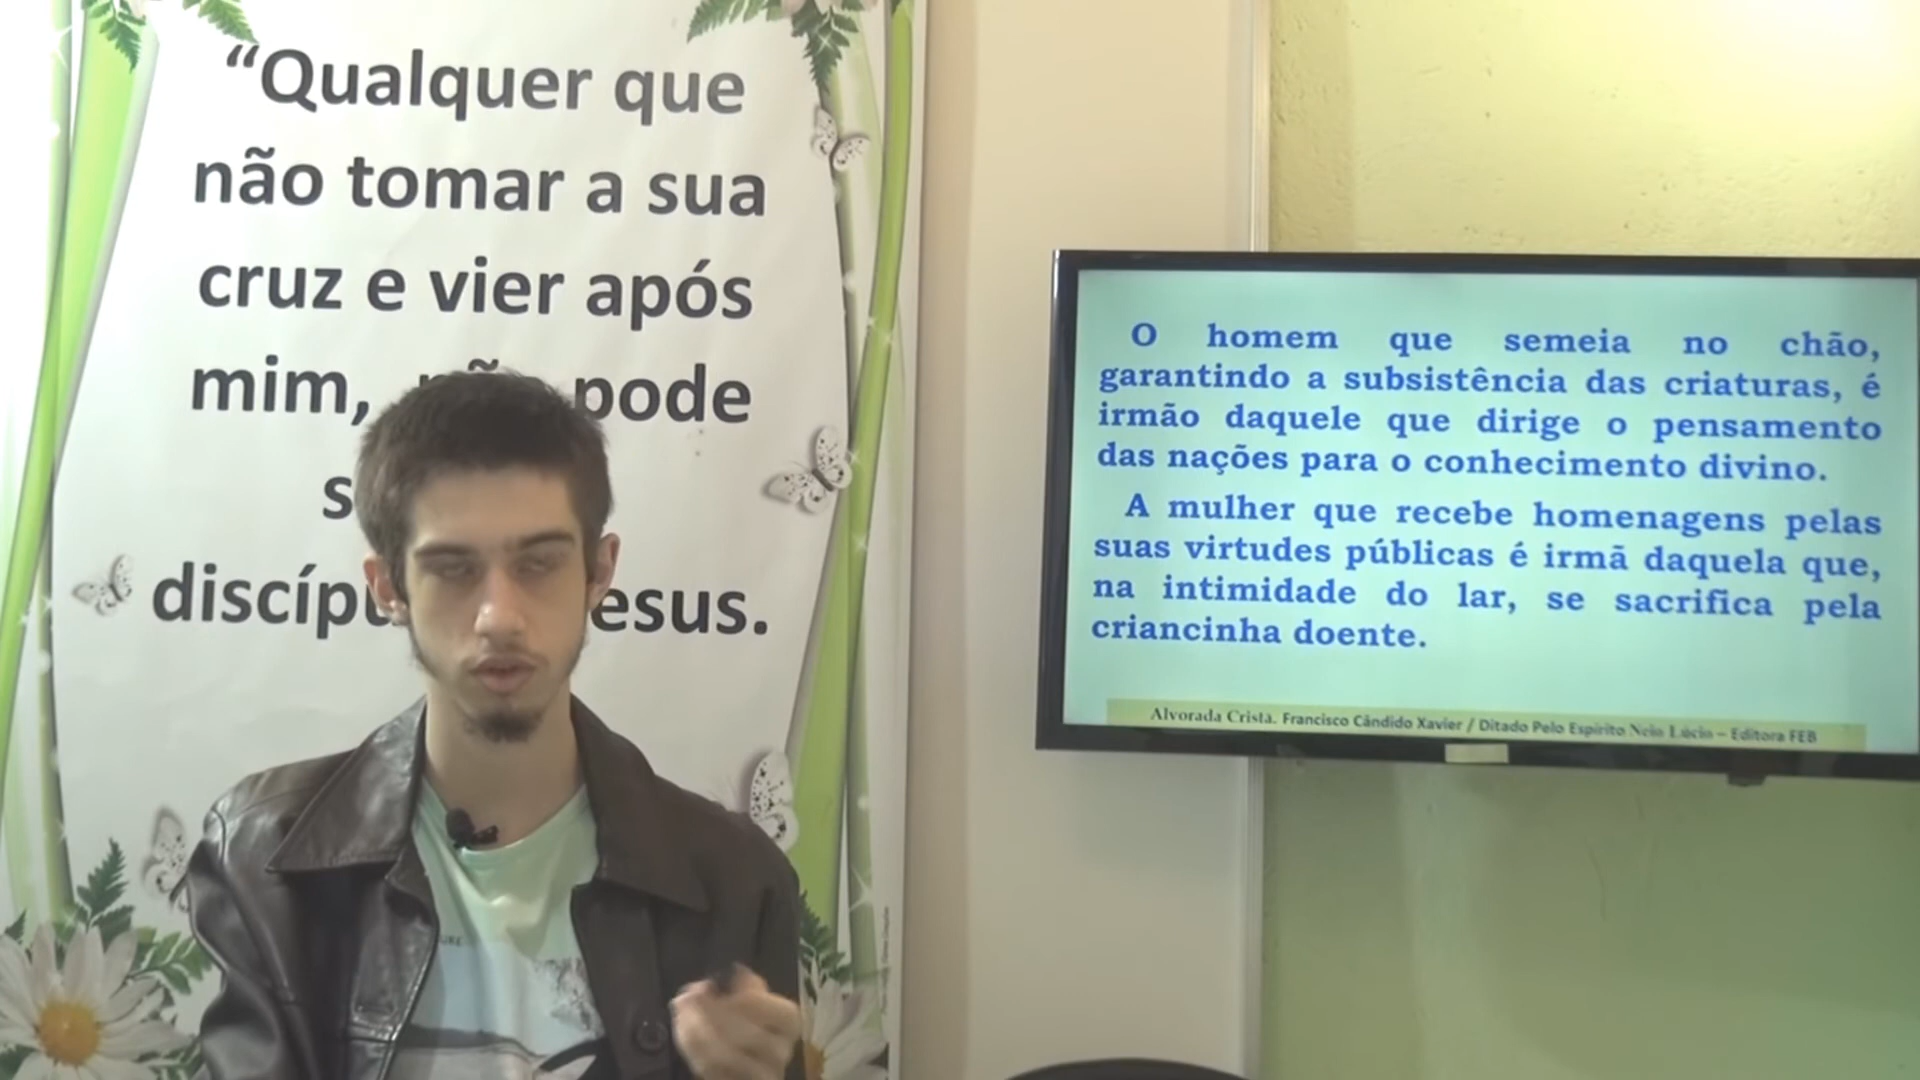 “Qualquer que
não tomar a sua
cruz e vier após
mim, não pode
s
discípu esus.
O homem que semeia no chão,
garantindo a subsistência das criaturas, é
irmão daquele que dirige o pensamento
das nações para o conhecimento divino.
A mulher que recebe homenagens pelas
suas virtudes públicas é irmã daquela que,
na intimidade do lar, se sacrifica pela
criancinha doente.
Alvorada Cristã. Francisco Cândido Xavier / Ditado Pelo Espírito Neio Lúcio – Editora FEB